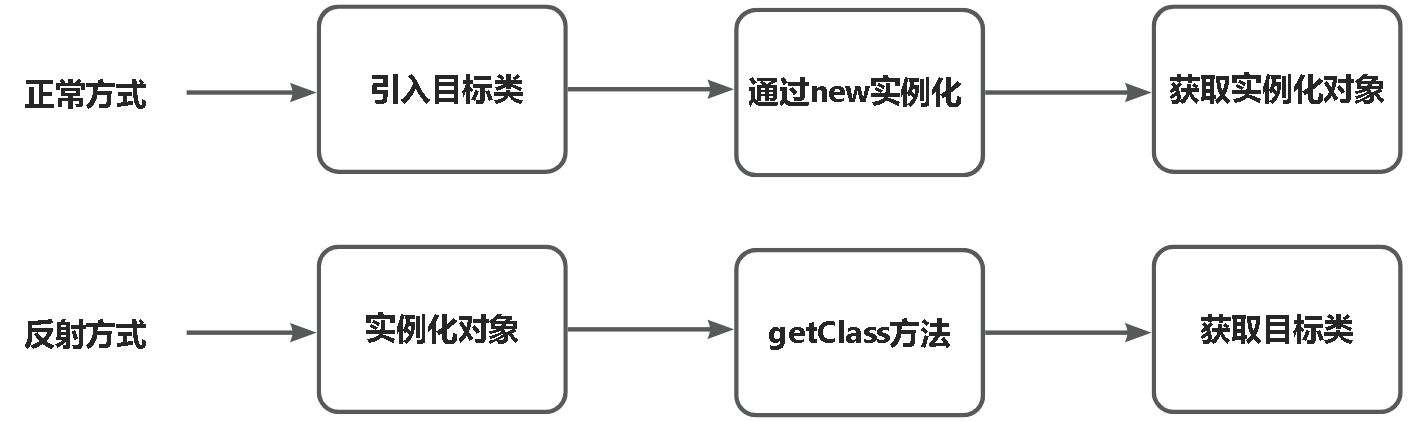 正常方式
引入目标类
通过new实例化
获取实例化对象
反射方式
实例化对象
getClass方法
获取目标类